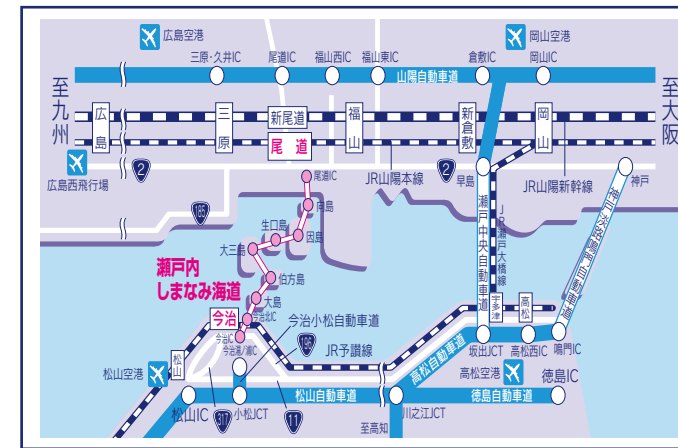 広島空港
岡山空港
三原・久井IC
尾道IC
福山西IC
福山東IC
倉敷IC
岡山IC
山陽自動車道
至九州
至大阪
広島
三原
新尾道
尾道
福山
新倉敷
岡山
広島西飛行場
2
2
JR山陽本線
早島
JR山陽新幹線
神戸
尾道IC
185
向島
生口島
因島
大三島
瀬戸内
しまなみ海道
伯方島
大島
瀬戸中央自動車道
JR瀬戸大橋線
神戸淡路鳴門自動車道
宇多津
高松
今治
今治北IC
今治IC
今治湯ノ浦IC
今治小松自動車道
196
JR予讃線
坂出JCT
高松西IC
鳴門IC
高松自動車道
松山空港
松山
高松空港
徳島IC
松山IC
317
小松JCT
11
松山自動車道
川之江JCT
徳島自動車道
至高知